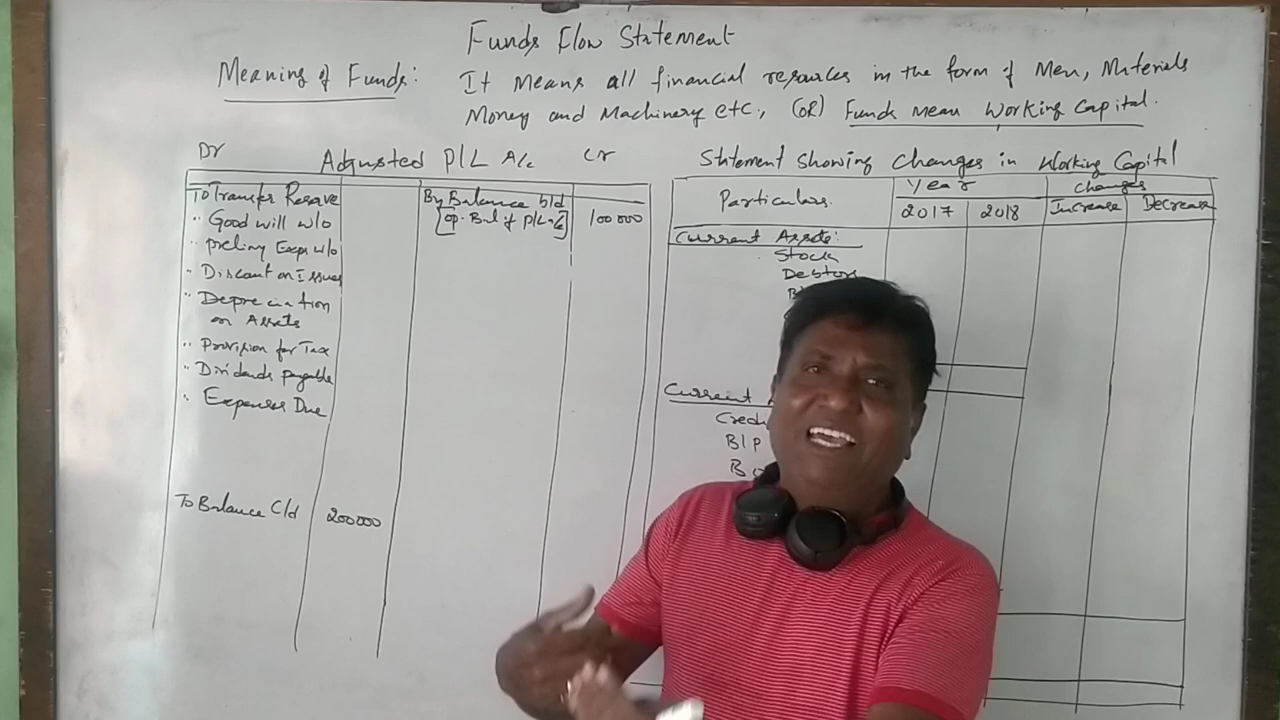 Funds Flow Statement
Meaning of Funds: It Means all financial resources in the form of Men, Materials
Money and Machinery etc., (OR) Funds mean Working Capital.
Dr Adjusted P/L A/c Cr
To Transfer Reserve
" Good will w/o
" preliny Exps w/o
" Discount on Issues
" Depreciation
on Assets
" Provision for Tax
" Dividends payable
" Expenses Due
To Balance C/d 200000
By Balance b/d
[op. Bal of P/L A/c] 100000
Statement showing changes in Working Capital
Particulars Year Changes
2017 2018 Increase Decrease
Current Assets:
Stock
Debtors
Current
B/P